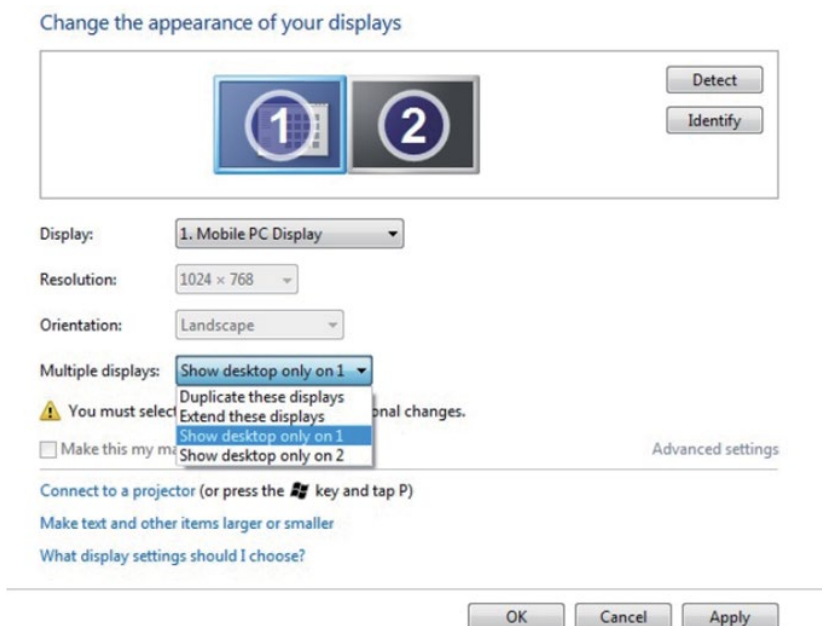 Change the appearance of your displays
1 2
Detect
Identify
Display: 1. Mobile PC Display
Resolution: 1024 × 768
Orientation: Landscape
Multiple displays: Show desktop only on 1
Duplicate these displays
You must selec onal changes.
Extend these displays
Show desktop only on 1
Make this my ma Advanced settings
Show desktop only on 2
Connect to a projector (or press the key and tap P)
Make text and other items larger or smaller
What display settings should I choose?
OK Cancel Apply